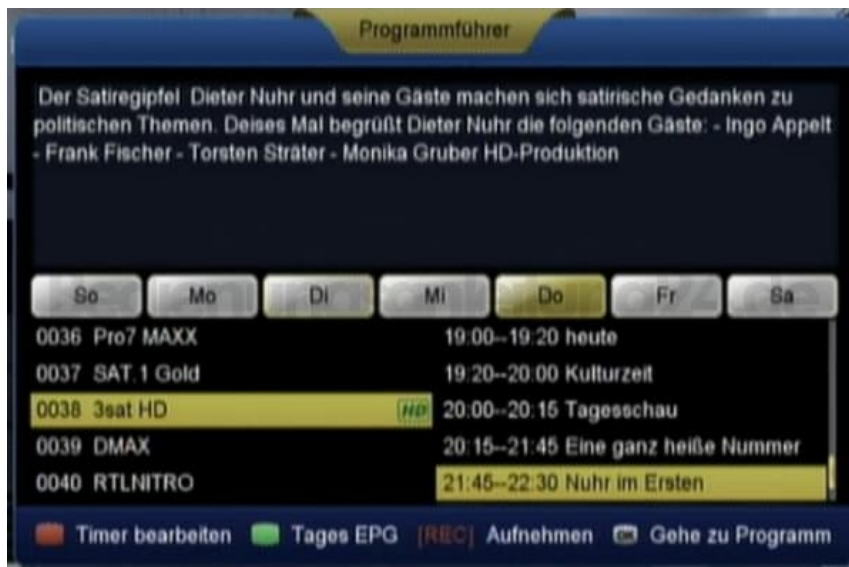 Programmführer
Der Satiregipfel Dieter Nuhr und seine Gäste machen sich satirische Gedanken zu
politischen Themen. Deises Mal begrüßt Dieter Nuhr die folgenden Gäste: - Ingo Appelt
- Frank Fischer - Torsten Sträter - Monika Gruber HD-Produktion
So Mo Di Mi Do Fr Sa
0036 Pro7 MAXX 19:00--19:20 heute
0037 SAT.1 Gold 19:20--20:00 Kulturzeit
0038 3sat HD HD 20:00--20:15 Tagesschau
0039 DMAX 20:15--21:45 Eine ganz heiße Nummer
0040 RTLNITRO 21:45--22:30 Nuhr im Ersten
Timer bearbeiten Tages EPG [REC] Aufnehmen OK Gehe zu Programm